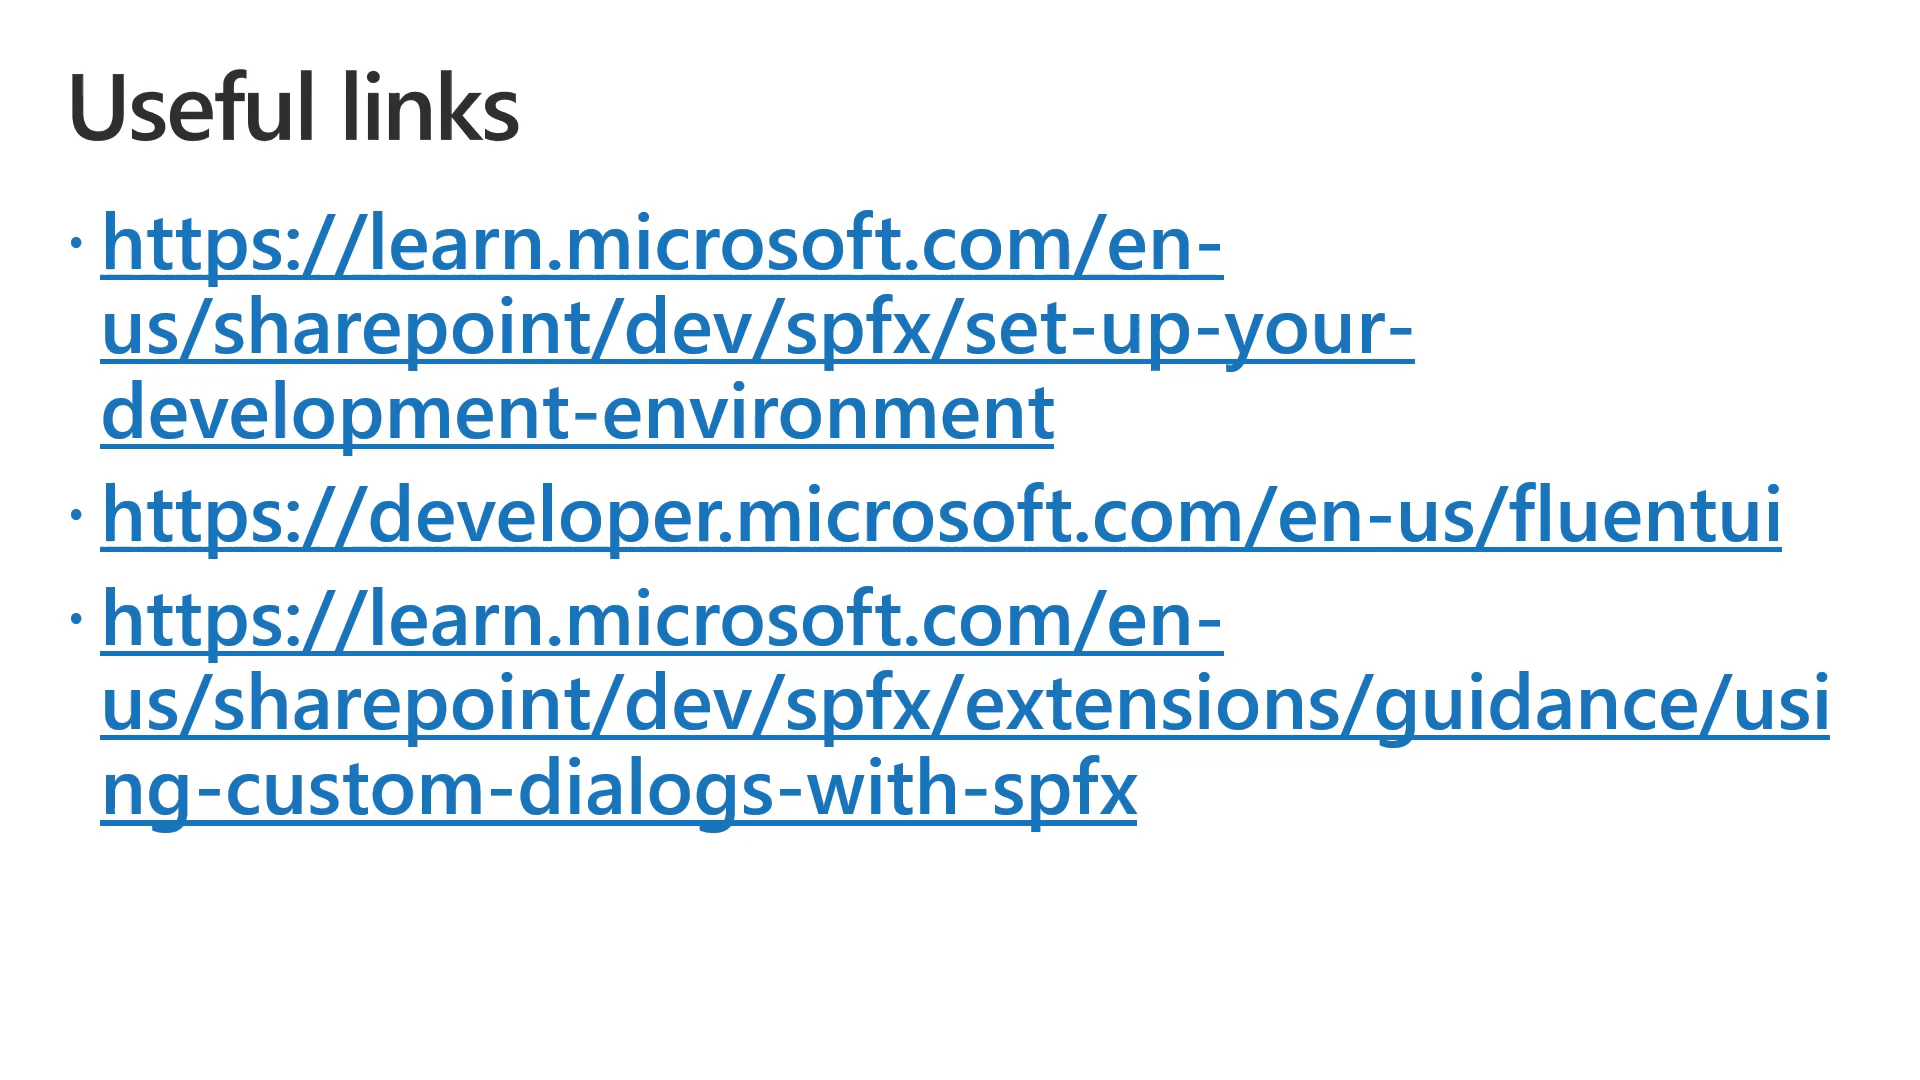 Useful links
· https://learn.microsoft.com/en-
us/sharepoint/dev/spfx/set-up-your-
development-environment
· https://developer.microsoft.com/en-us/fluentui
· https://learn.microsoft.com/en-
us/sharepoint/dev/spfx/extensions/guidance/usi
ng-custom-dialogs-with-spfx